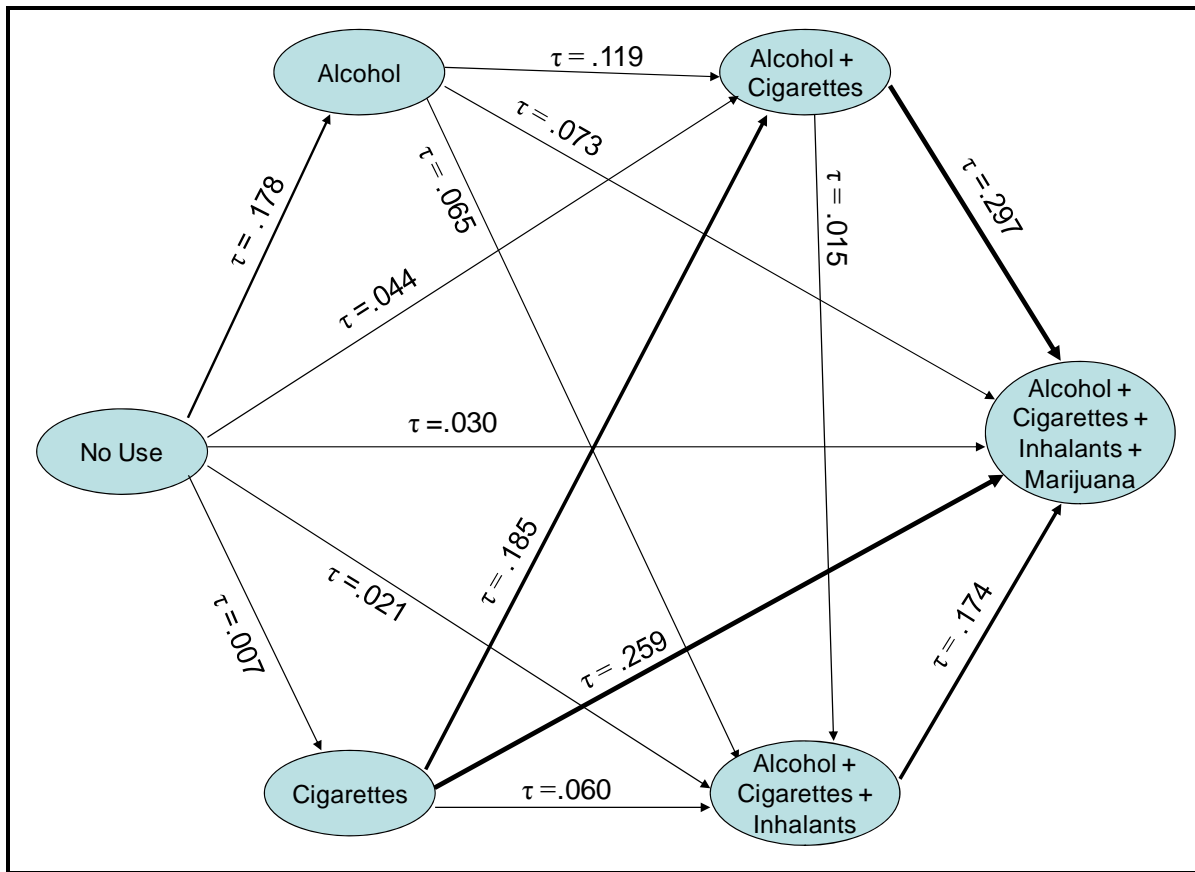 Alcohol
τ = .119
Alcohol +
Cigarettes
τ = .073
τ = .065
τ = .178
τ =.044
τ = .015
τ =.297
No Use
τ =.030
Alcohol +
Cigarettes +
Inhalants +
Marijuana
τ =.007
τ =.021
τ = .185
τ = .259
τ = .174
Cigarettes
τ =.060
Alcohol +
Cigarettes +
Inhalants